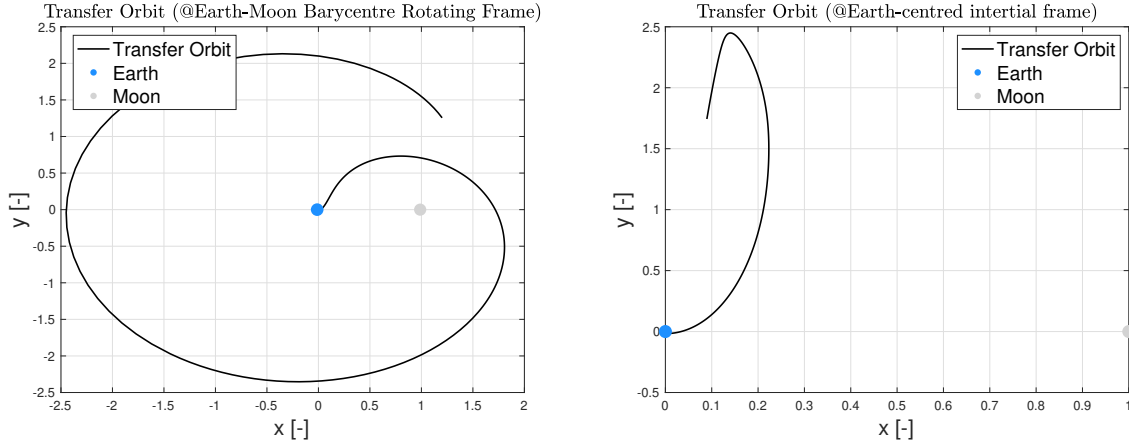 Transfer Orbit (@Earth-Moon Barycentre Rotating Frame)
2.5
2
1.5
1
0.5
0
-0.5
-1
-1.5
-2
-2.5
y [-]
Transfer Orbit
Earth
Moon
-2.5 -2 -1.5 -1 -0.5 0 0.5 1 1.5 2
x [-]
Transfer Orbit (@Earth-centred intertial frame)
2.5
2
1.5
1
0.5
0
-0.5
y [-]
Transfer Orbit
Earth
Moon
0 0.1 0.2 0.3 0.4 0.5 0.6 0.7 0.8 0.9 1
x [-]